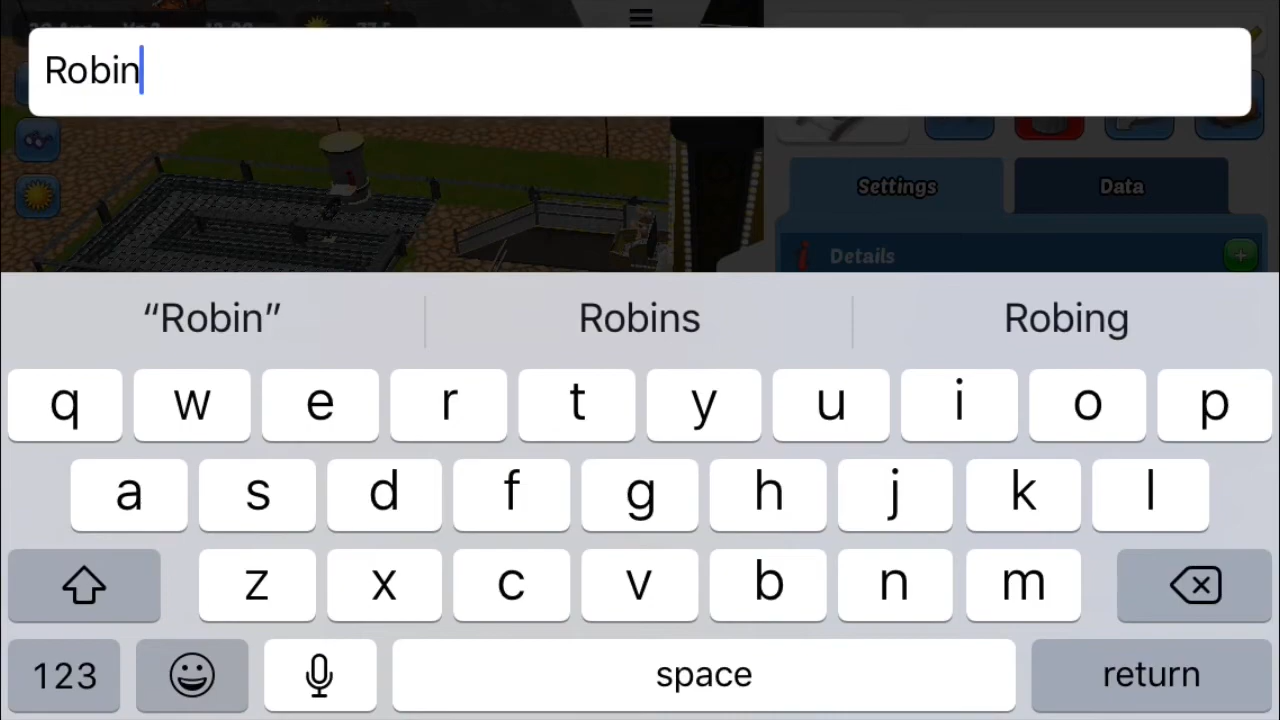 Robin
Settings
Data
Details
“Robin”
Robins
Robing
q w e r t y u i o p
a s d f g h j k l
z x c v b n m
123
space
return